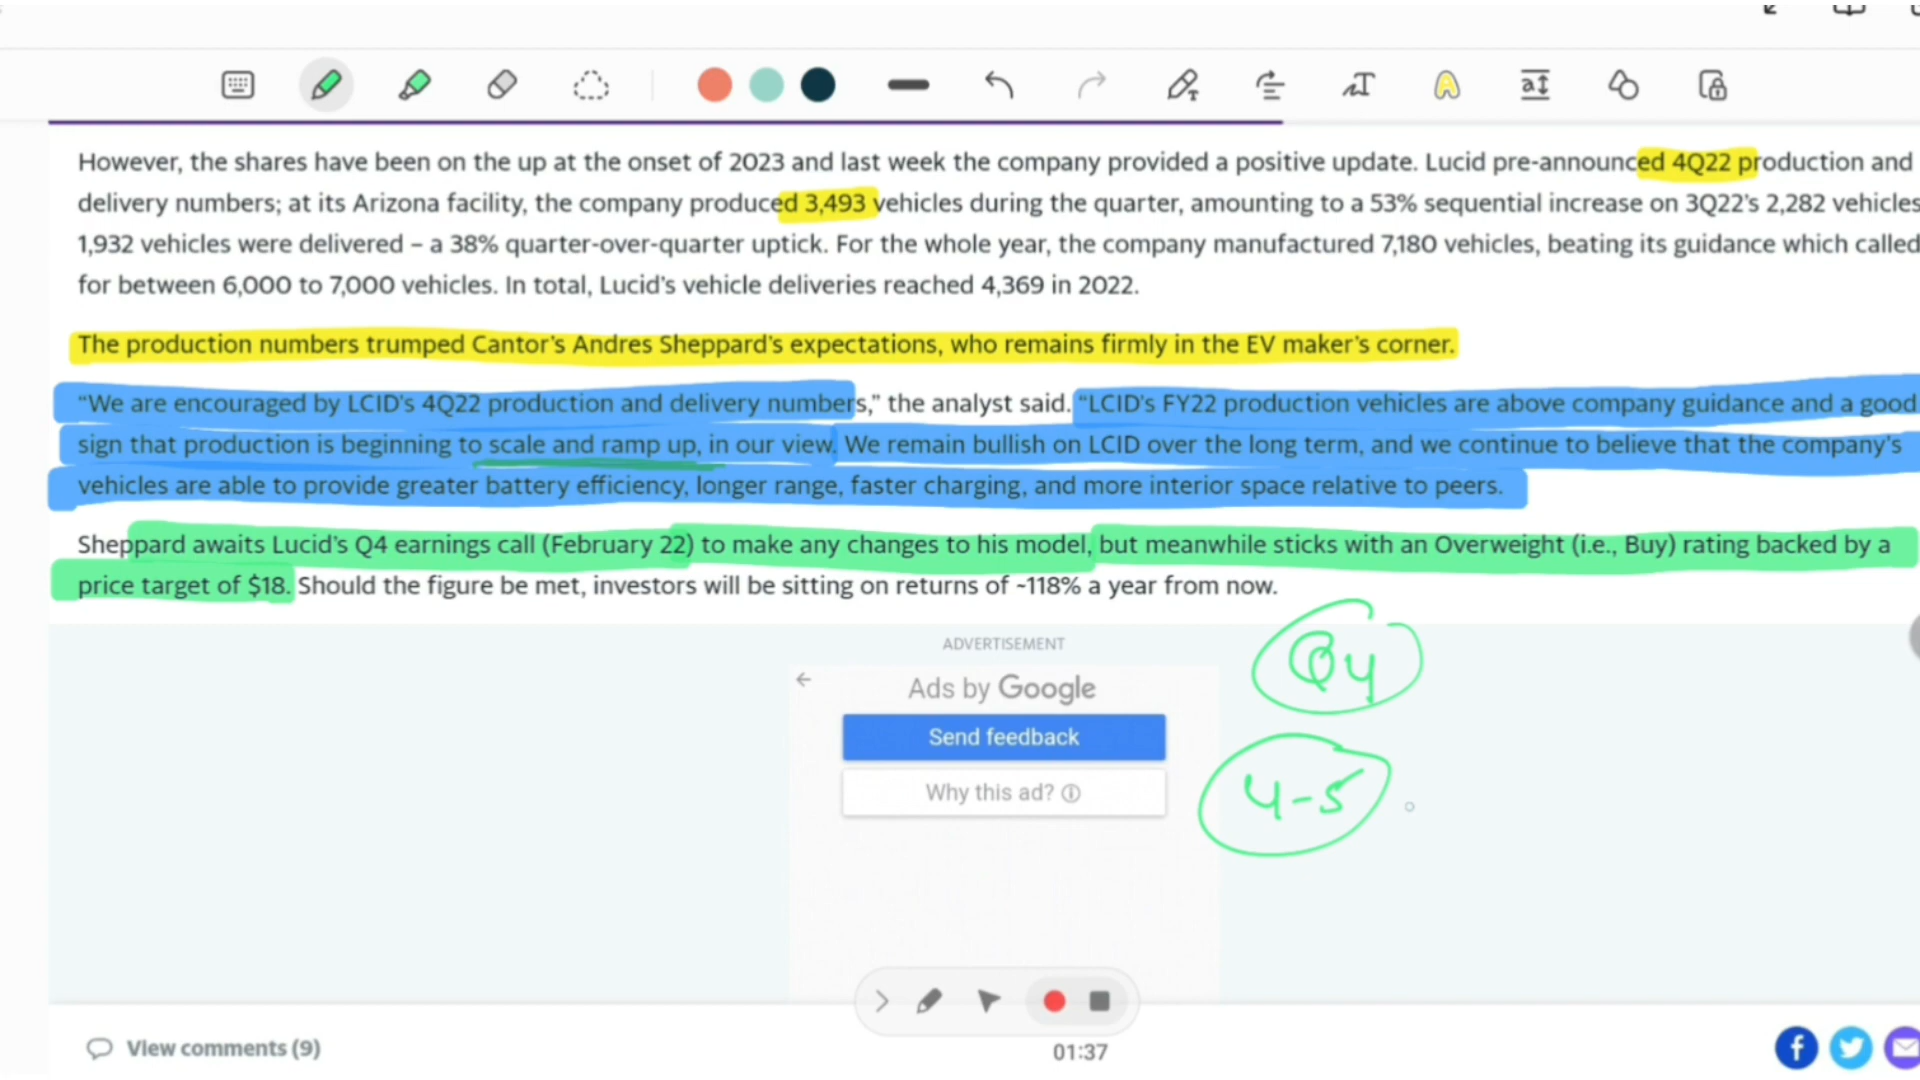 However, the shares have been on the up at the onset of 2023 and last week the company provided a positive update. Lucid pre-announced 4Q22 production and
delivery numbers; at its Arizona facility, the company produced 3,493 vehicles during the quarter, amounting to a 53% sequential increase on 3Q22's 2,282 vehicles
1,932 vehicles were delivered – a 38% quarter-over-quarter uptick. For the whole year, the company manufactured 7,180 vehicles, beating its guidance which called
for between 6,000 to 7,000 vehicles. In total, Lucid's vehicle deliveries reached 4,369 in 2022.
The production numbers trumped Cantor's Andres Sheppard's expectations, who remains firmly in the EV maker's corner.
“We are encouraged by LCID's 4Q22 production and delivery numbers,” the analyst said. “LCID's FY22 production vehicles are above company guidance and a good
sign that production is beginning to scale and ramp up, in our view. We remain bullish on LCID over the long term, and we continue to believe that the company's
vehicles are able to provide greater battery efficiency, longer range, faster charging, and more interior space relative to peers.
Sheppard awaits Lucid's Q4 earnings call (February 22) to make any changes to his model, but meanwhile sticks with an Overweight (i.e., Buy) rating backed by a
price target of $18. Should the figure be met, investors will be sitting on returns of ~118% a year from now.
ADVERTISEMENT
Q4
Ads by Google
Send feedback
Why this ad?
4-5
View comments (9)
01:37